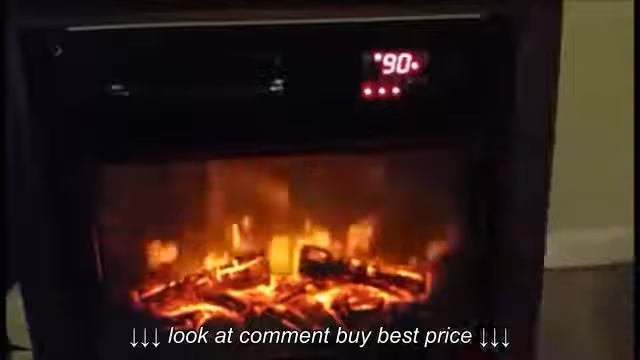 90
↓↓↓ look at comment buy best price ↓↓↓